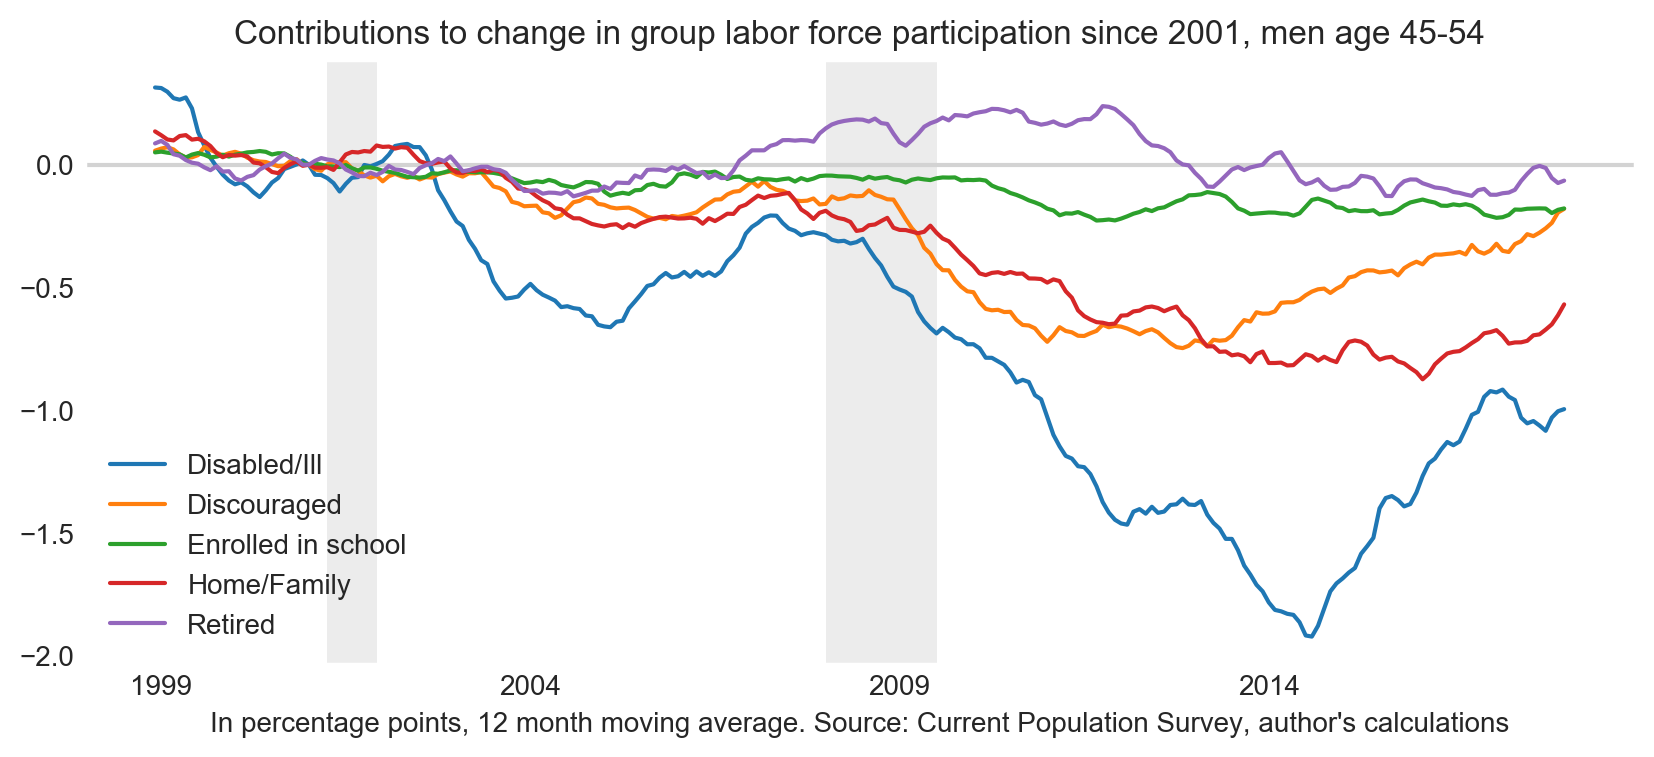 Contributions to change in group labor force participation since 2001, men age 45-54
0.0
−0.5
−1.0
−1.5
−2.0
Disabled/Ill
Discouraged
Enrolled in school
Home/Family
Retired
1999 2004 2009 2014
In percentage points, 12 month moving average. Source: Current Population Survey, author's calculations